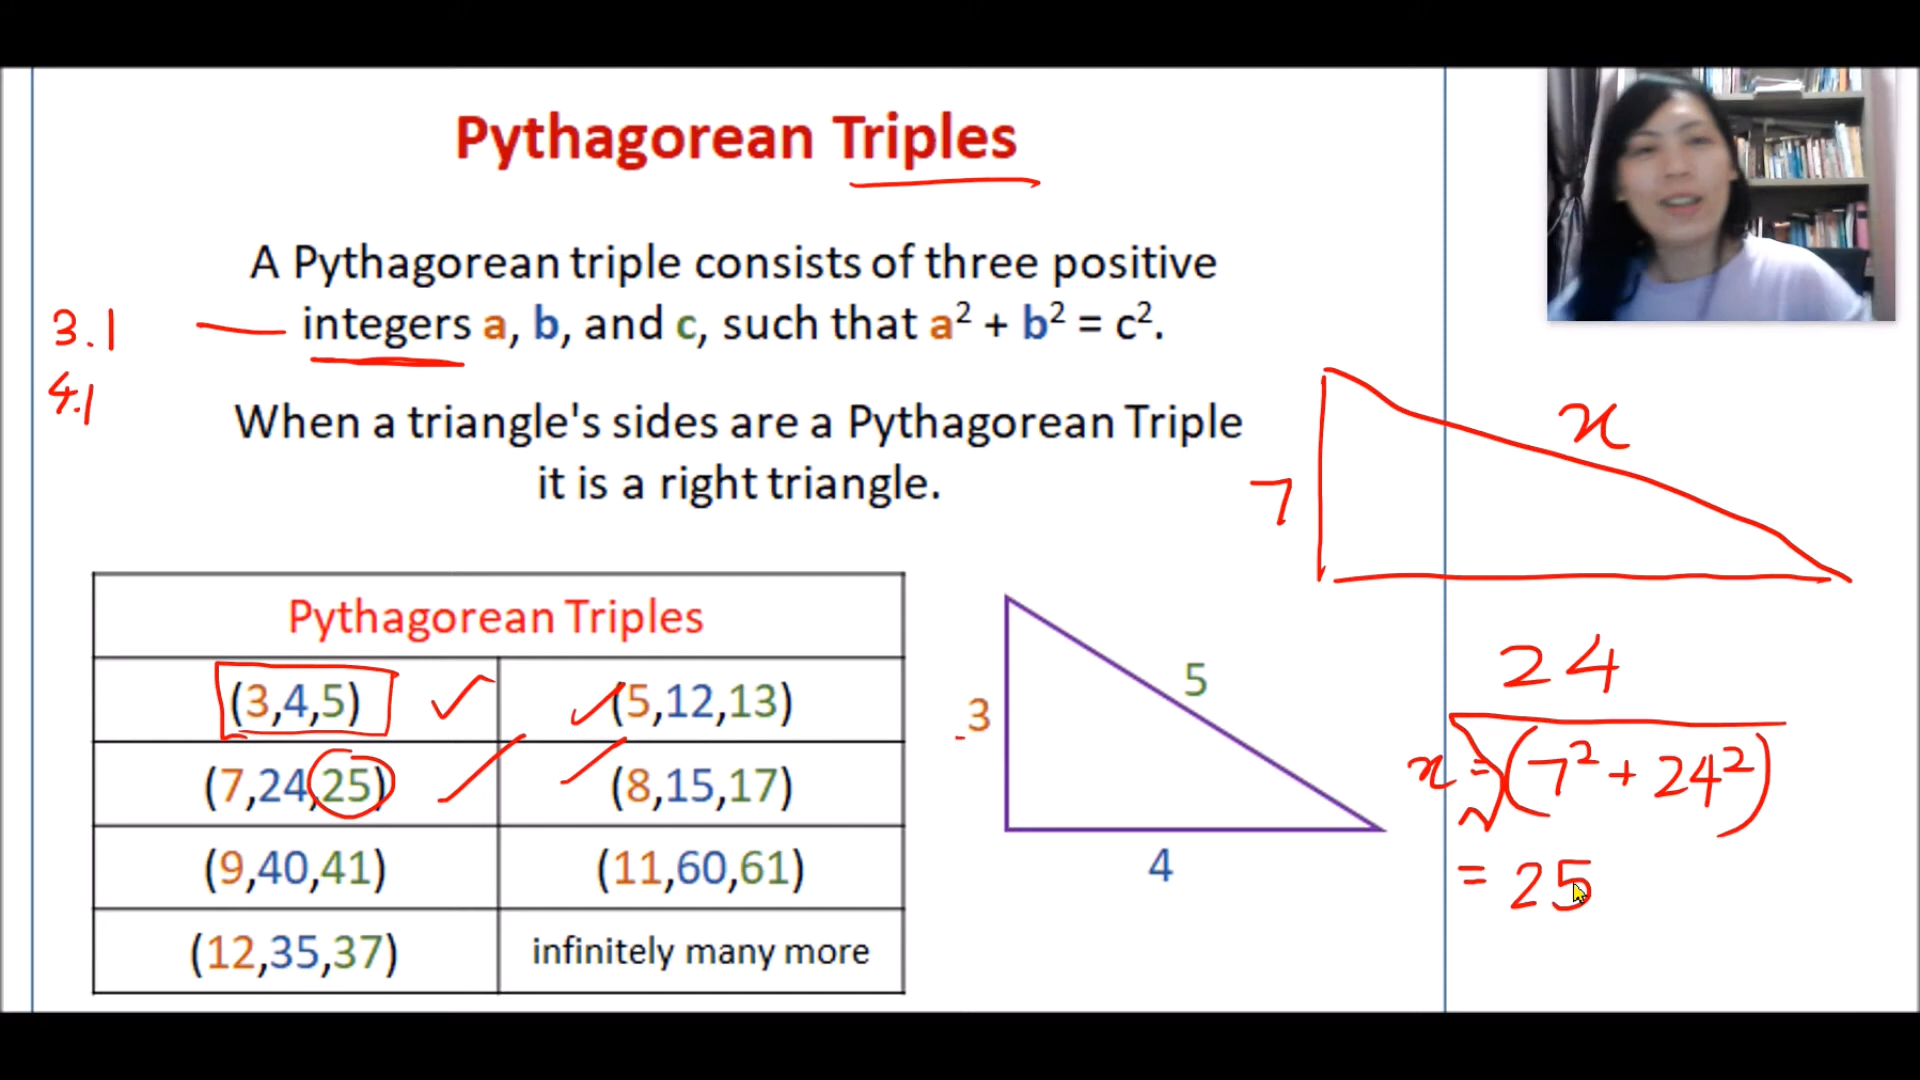 Pythagorean Triples
A Pythagorean triple consists of three positive
integers a, b, and c, such that a² + b² = c².
3.1
4.1
When a triangle's sides are a Pythagorean Triple
it is a right triangle.
Pythagorean Triples
(3,4,5) (5,12,13)
(7,24,25) (8,15,17)
(9,40,41) (11,60,61)
(12,35,37) infinitely many more
3
5
4
x
7
24
x = √(7² + 24²)
= 25